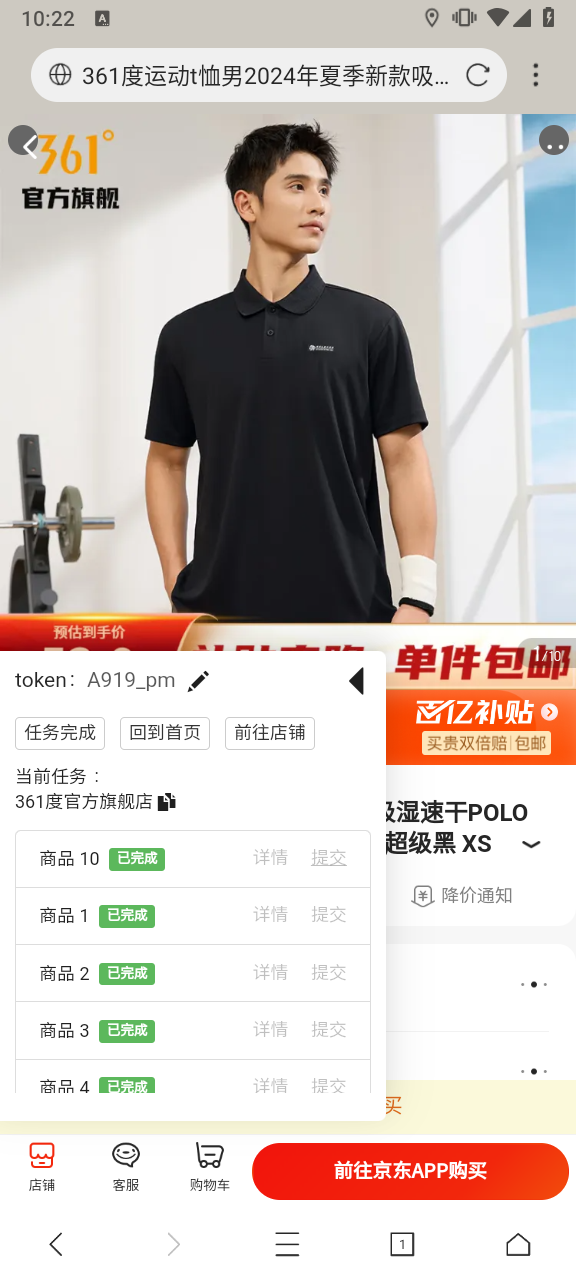 10:22
A
361度运动t恤男2024年夏季新款吸...
361°
官方旗舰
预估到手价
单件包邮
1/10
token: A919_pm
百亿补贴
任务完成 回到首页 前往店铺
买贵双倍赔 包邮
当前任务：
361度官方旗舰店
吸湿速干POLO
超级黑 XS
商品 10 已完成 详情 提交
降价通知
商品 1 已完成 详情 提交
商品 2 已完成 详情 提交
商品 3 已完成 详情 提交
商品 4 已完成 详情 提交
买
店铺 客服 购物车 前往京东APP购买
1